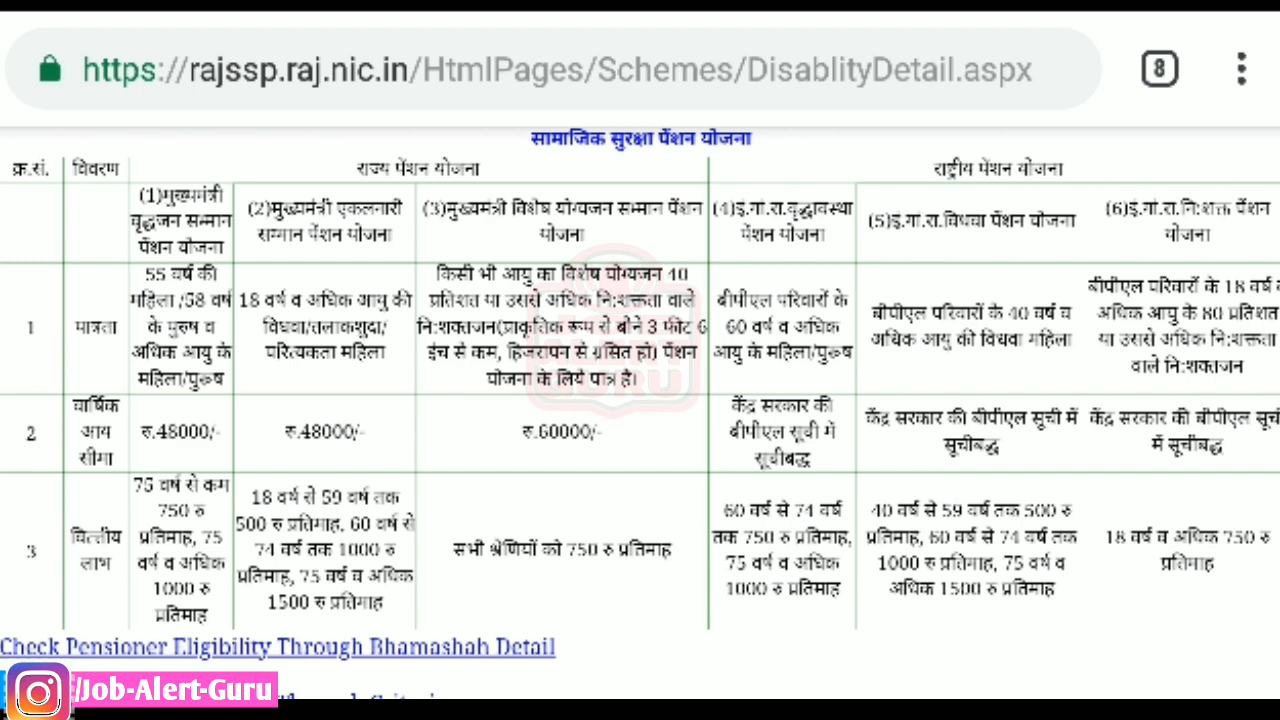 https://rajssp.raj.nic.in/HtmlPages/Schemes/DisablityDetail.aspx
8
सामाजिक सुरक्षा पेंशन योजना
क्र.सं. विवरण राज्य पेंशन योजना राष्ट्रीय पेंशन योजना
(1)मुख्यमंत्री
वृद्धजन सम्मान
पेंशन योजना
(2)मुख्यमंत्री एकलनारी
सम्मान पेंशन योजना
(3)मुख्यमंत्री विशेष योग्यजन सम्मान पेंशन
योजना
(4)इं.गां.रा.वृद्धावस्था
पेंशन योजना
(5)इं.गां.रा.विधवा पेंशन योजना
(6)इं.गां.रा.नि:शक्त पेंशन
योजना
1
पात्रता
55 वर्ष की
महिला /58 वर्ष
के पुरुष व
अधिक आयु के
महिला/पुरुष
18 वर्ष व अधिक आयु की
विधवा/तलाकशुदा/
परित्यकता महिला
किसी भी आयु का विशेष योग्यजन 40
प्रतिशत या उससे अधिक नि:शक्तता वाले
नि:शक्तजन(प्राकृतिक रूप से बौने 3 फीट 6
इंच से कम, हिजरापन से ग्रसित हो) पेंशन
योजना के लिये पात्र है।
बीपीएल परिवारों के
60 वर्ष व अधिक
आयु के महिला/पुरुष
बीपीएल परिवारों के 40 वर्ष व
अधिक आयु की विधवा महिला
बीपीएल परिवारों के 18 वर्ष व
अधिक आयु के 80 प्रतिशत
या उससे अधिक नि:शक्तता
वाले नि:शक्तजन
2
वार्षिक
आय
सीमा
रु.48000/-
रु.48000/-
रु.60000/-
केंद्र सरकार की
बीपीएल सूची में
सूचीबद्ध
केंद्र सरकार की बीपीएल सूची में
सूचीबद्ध
केंद्र सरकार की बीपीएल सूची
में सूचीबद्ध
3
वित्तीय
लाभ
75 वर्ष से कम
750 रु
प्रतिमाह, 75
वर्ष व अधिक
1000 रु
प्रतिमाह
18 वर्ष से 59 वर्ष तक
500 रु प्रतिमाह, 60 वर्ष से
74 वर्ष तक 1000 रु
प्रतिमाह, 75 वर्ष व अधिक
1500 रु प्रतिमाह
सभी श्रेणियों को 750 रु प्रतिमाह
60 वर्ष से 74 वर्ष
तक 750 रु प्रतिमाह,
75 वर्ष व अधिक
1000 रु प्रतिमाह
40 वर्ष से 59 वर्ष तक 500 रु
प्रतिमाह, 60 वर्ष से 74 वर्ष तक
1000 रु प्रतिमाह, 75 वर्ष व
अधिक 1500 रु प्रतिमाह
18 वर्ष व अधिक 750 रु
प्रतिमाह
Check Pensioner Eligibility Through Bhamashah Detail
/Job-Alert-Guru